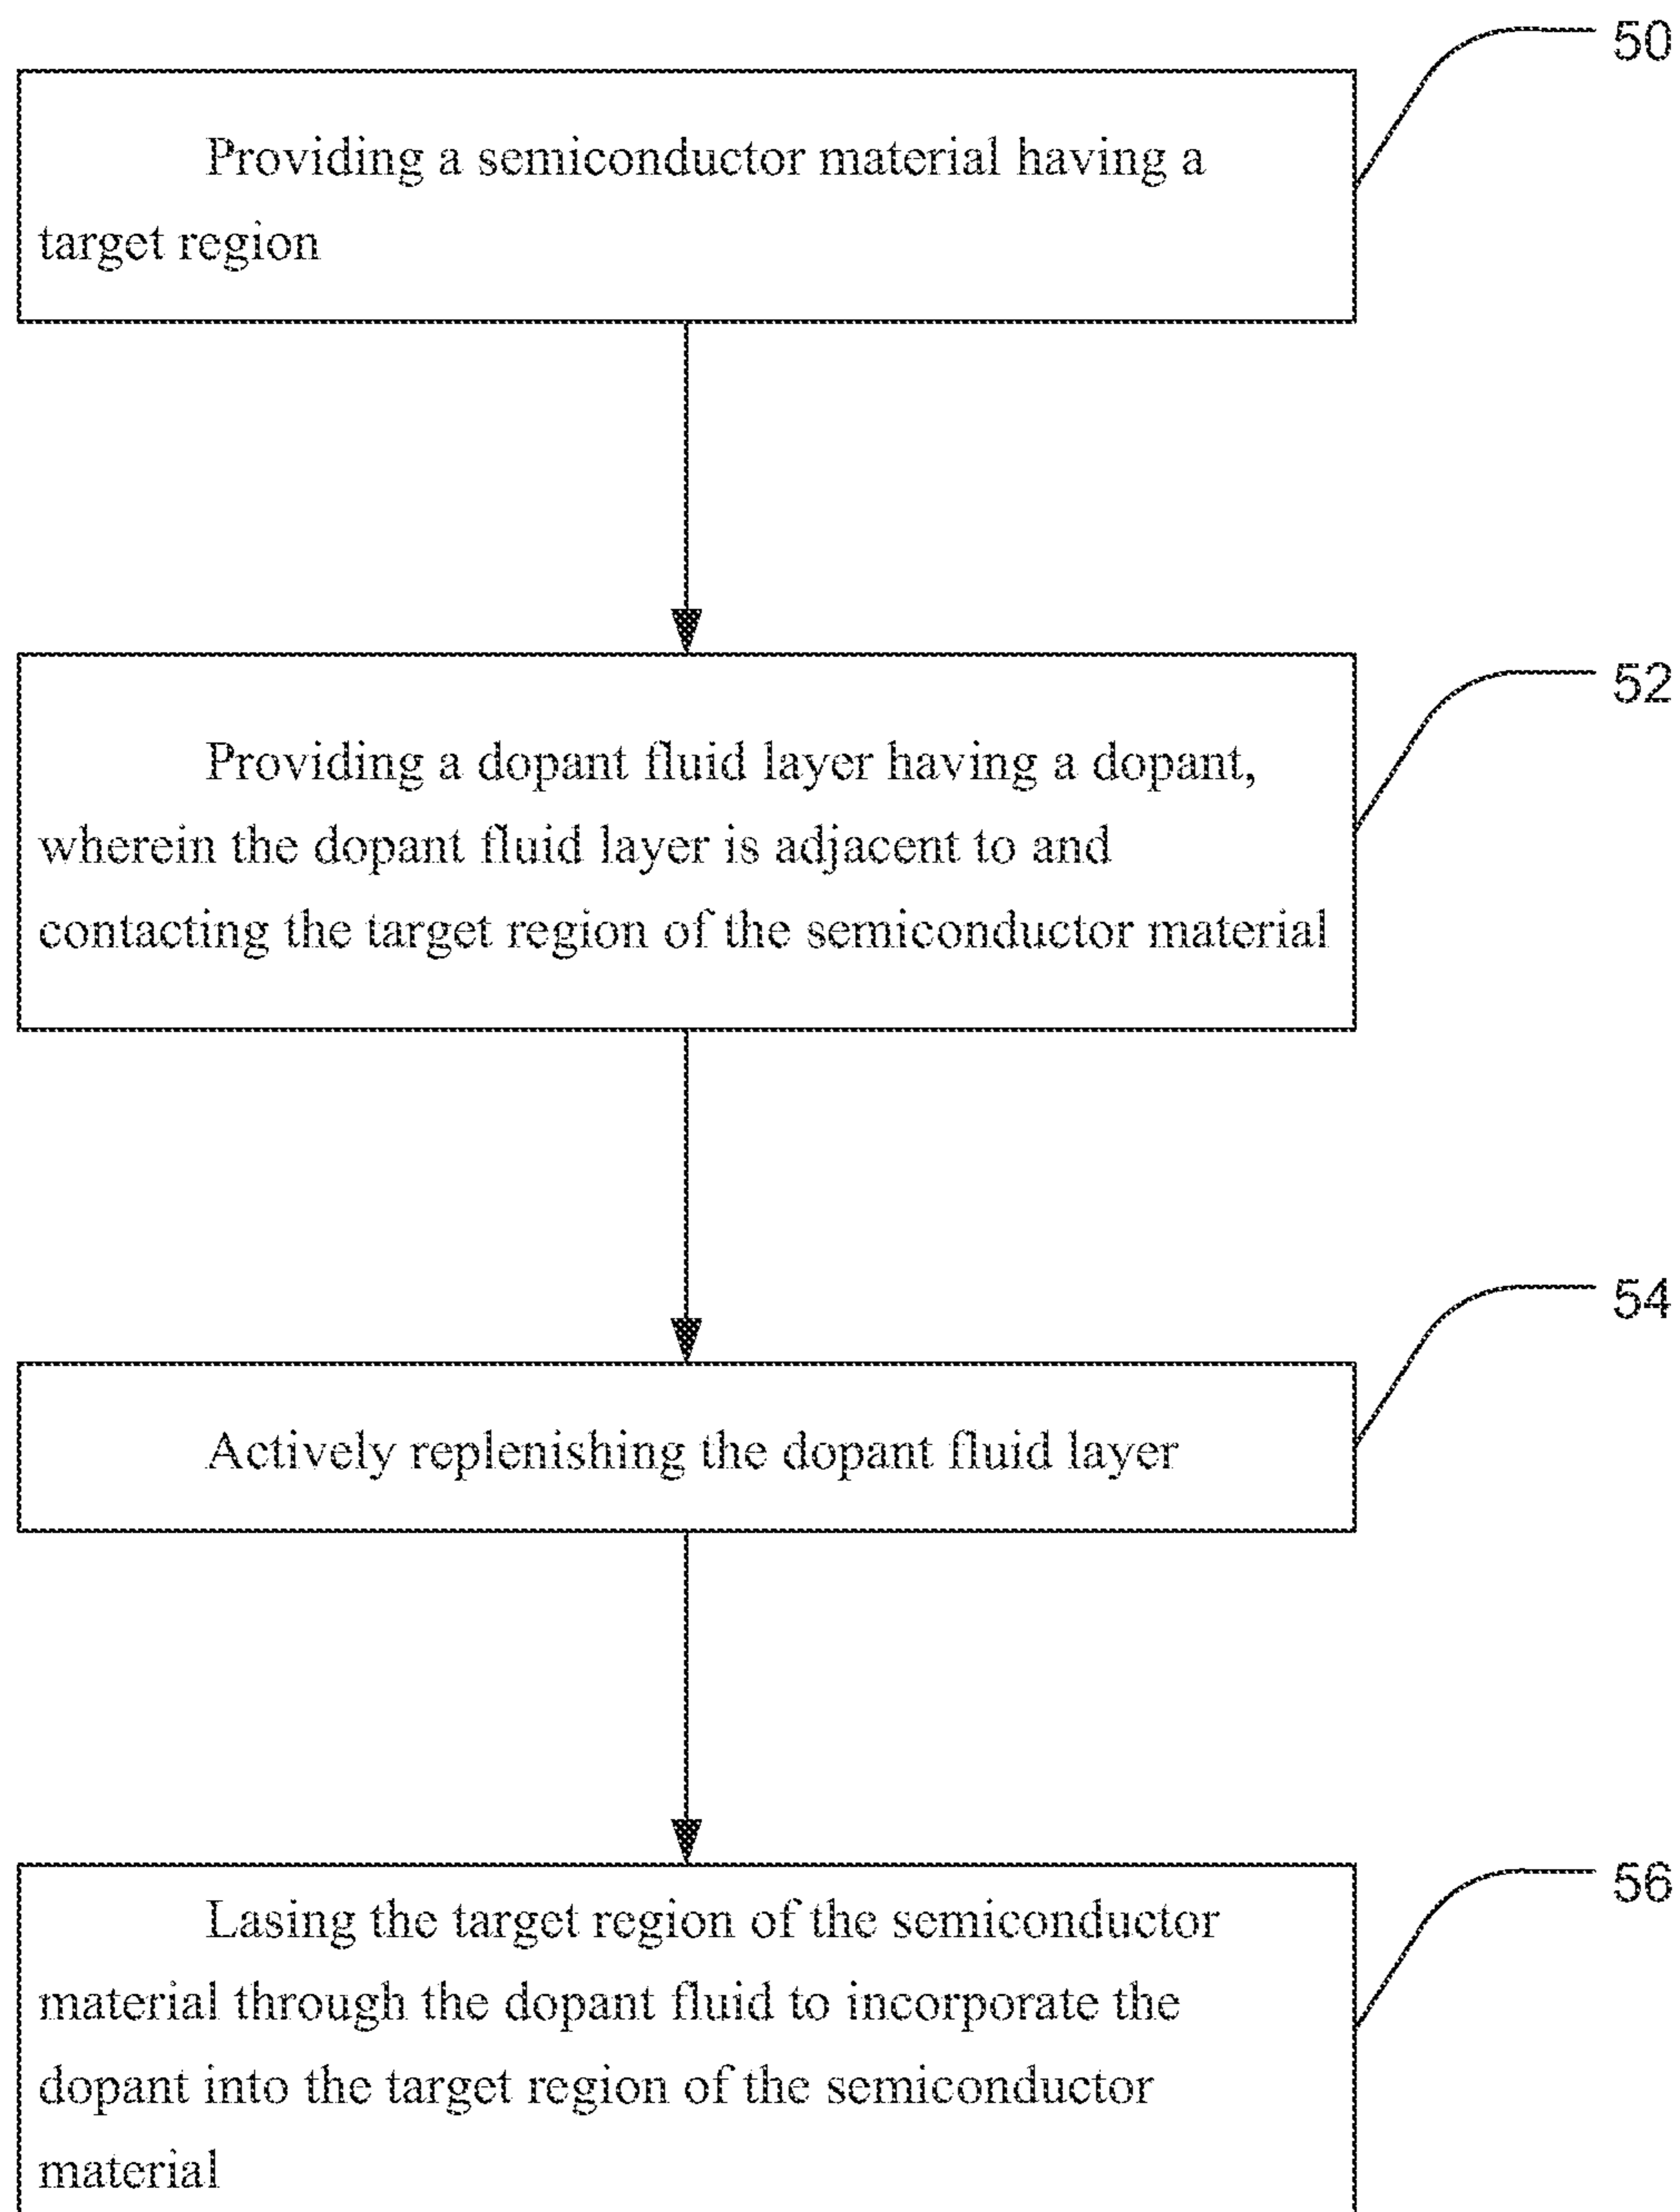 50
Providing a semiconductor material having a
target region
52
Providing a dopant fluid layer having a dopant,
wherein the dopant fluid layer is adjacent to and
contacting the target region of the semiconductor material
54
Actively replenishing the dopant fluid layer
56
Lasing the target region of the semiconductor
material through the dopant fluid to incorporate the
dopant into the target region of the semiconductor
material